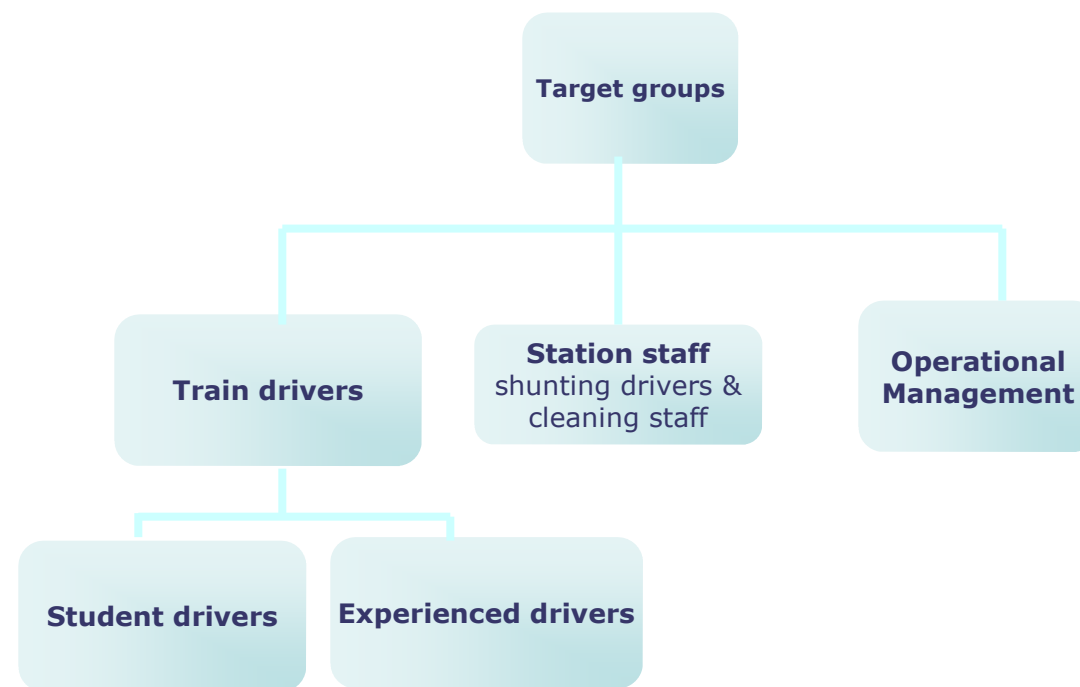 Target groups
Train drivers
Station staff
shunting drivers &
cleaning staff
Operational
Management
Student drivers
Experienced drivers